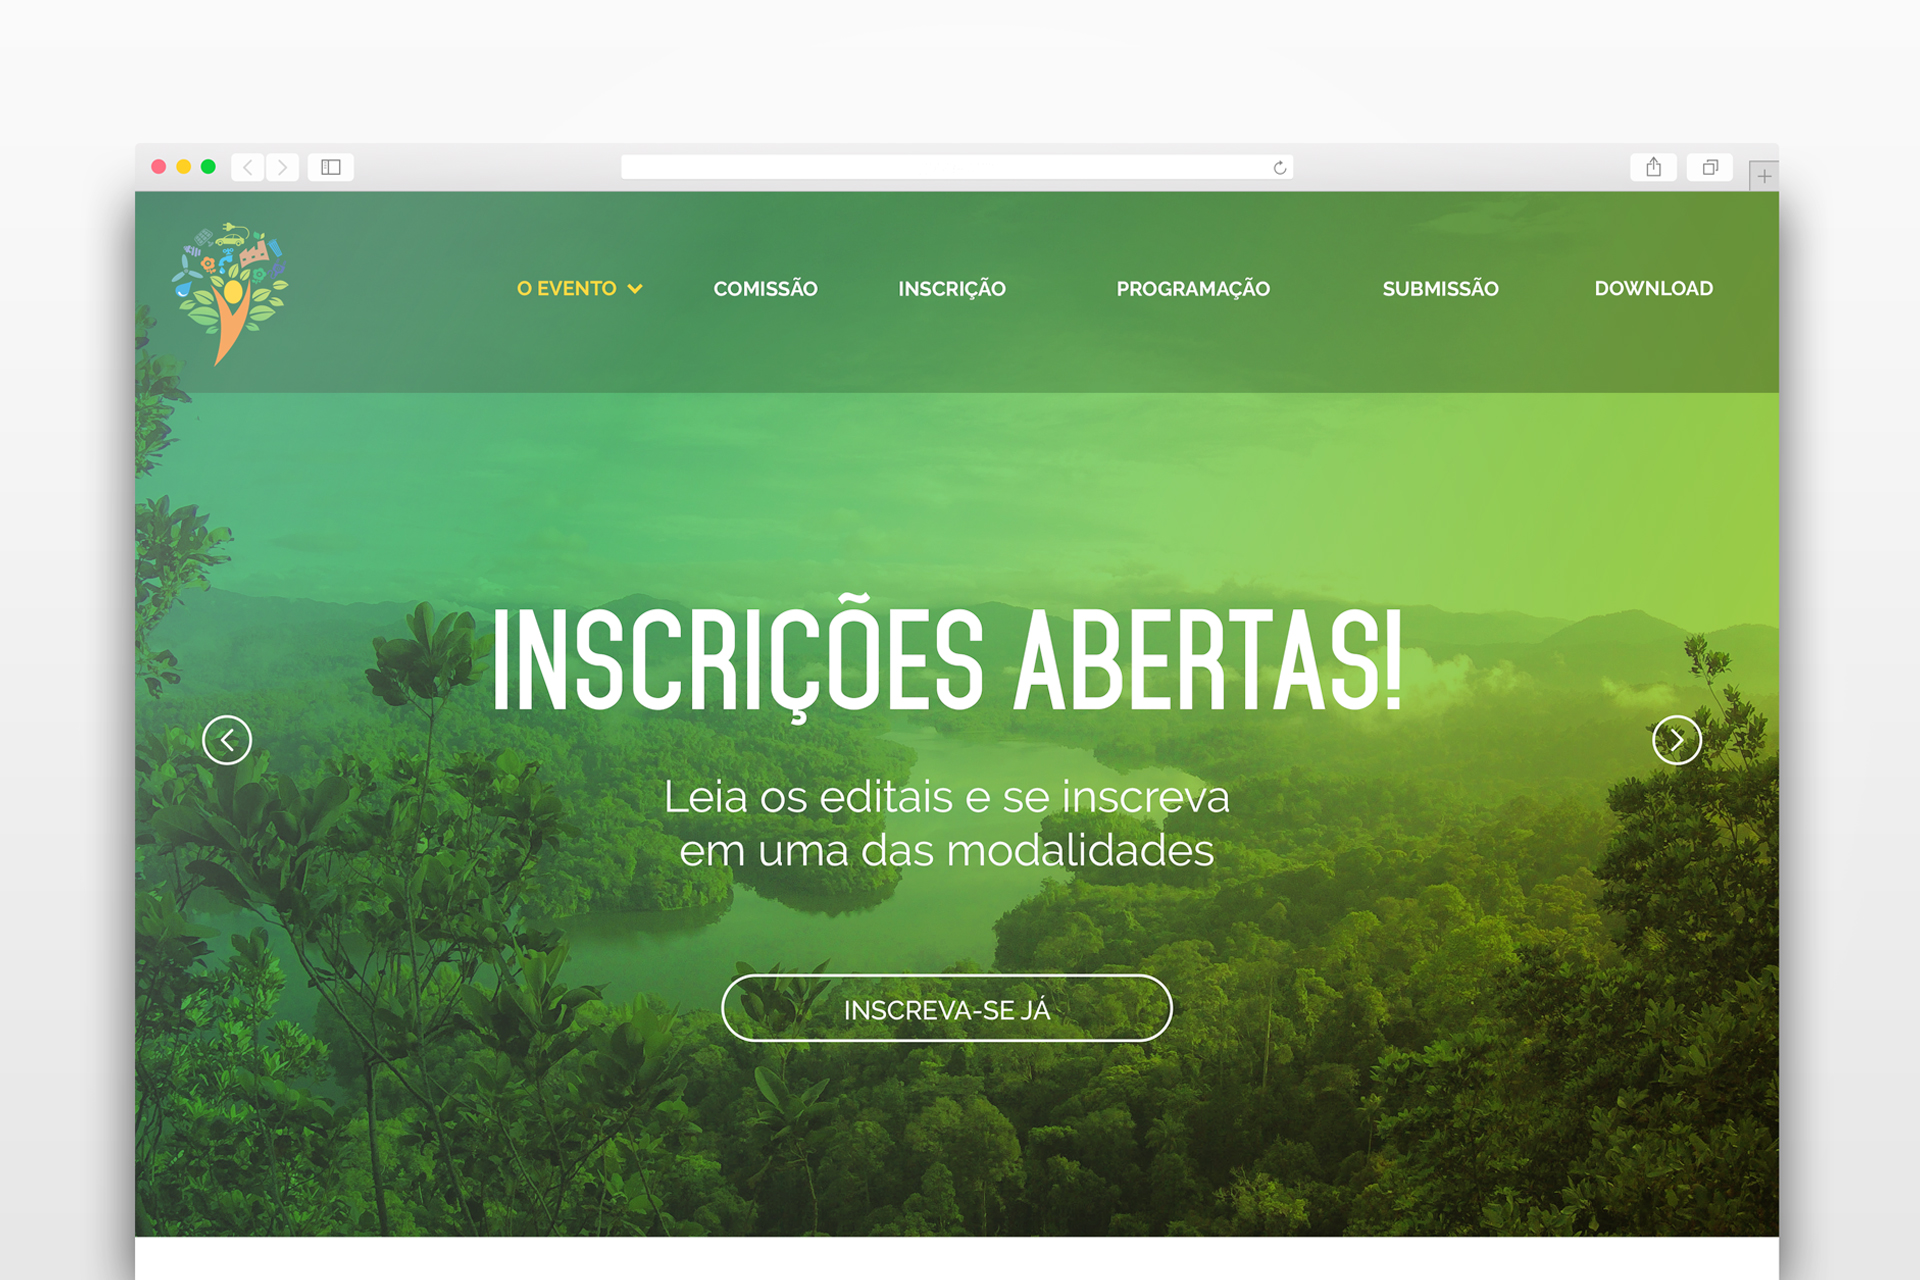 O EVENTO
COMISSÃO
INSCRIÇÃO
PROGRAMAÇÃO
SUBMISSÃO
DOWNLOAD
INSCRIÇÕES ABERTAS!
Leia os editais e se inscreva
em uma das modalidades
INSCREVA-SE JÁ